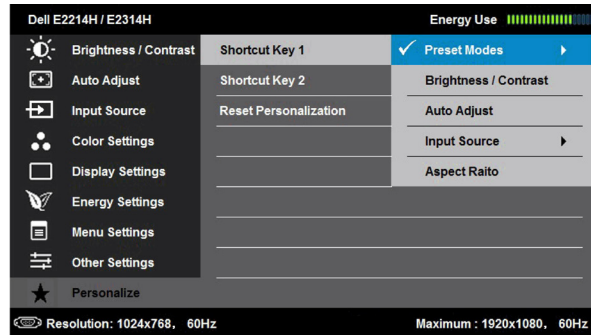 Dell E2214H / E2314H Energy Use
Brightness / Contrast Shortcut Key 1 Preset Modes
Auto Adjust Shortcut Key 2 Brightness / Contrast
Input Source Reset Personalization Auto Adjust
Color Settings Input Source
Display Settings Aspect Raito
Energy Settings
Menu Settings
Other Settings
Personalize
Resolution: 1024x768, 60Hz Maximum : 1920x1080, 60Hz